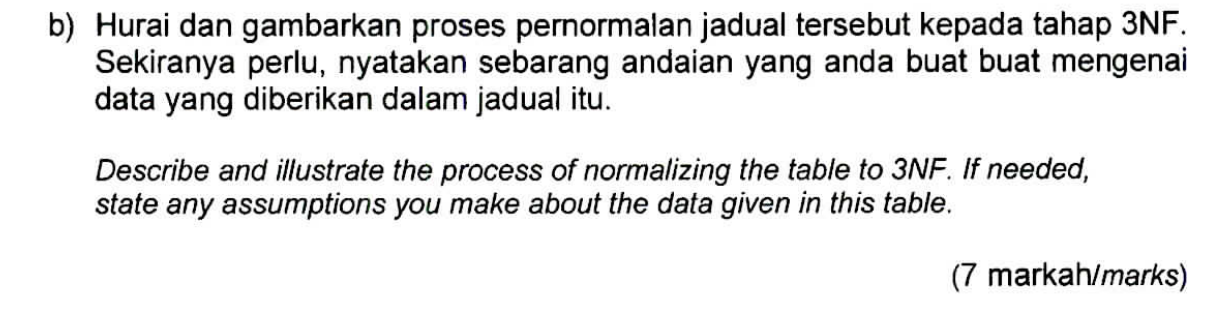 b) Hurai dan gambarkan proses pernormalan jadual tersebut kepada tahap 3NF.
Sekiranya perlu, nyatakan sebarang andaian yang anda buat buat mengenai
data yang diberikan dalam jadual itu.
Describe and illustrate the process of normalizing the table to 3NF. If needed,
state any assumptions you make about the data given in this table.
(7 markah/marks)